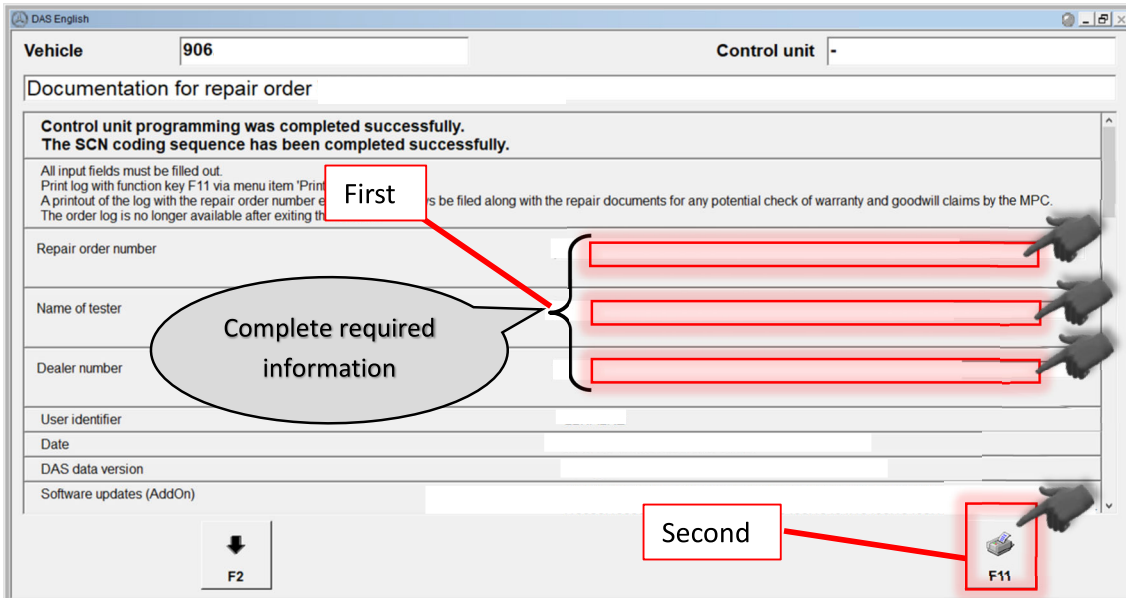 DAS English
Vehicle 906 Control unit -
Documentation for repair order
Control unit programming was completed successfully.
The SCN coding sequence has been completed successfully.
All input fields must be filled out.
Print log with function key F11 via menu item 'Print
A printout of the log with the repair order number e s be filed along with the repair documents for any potential check of warranty and goodwill claims by the MPC.
The order log is no longer available after exiting th
First
Repair order number
Name of tester
Complete required
information
Dealer number
User identifier
Date
DAS data version
Software updates (AddOn)
Second
F2 F11